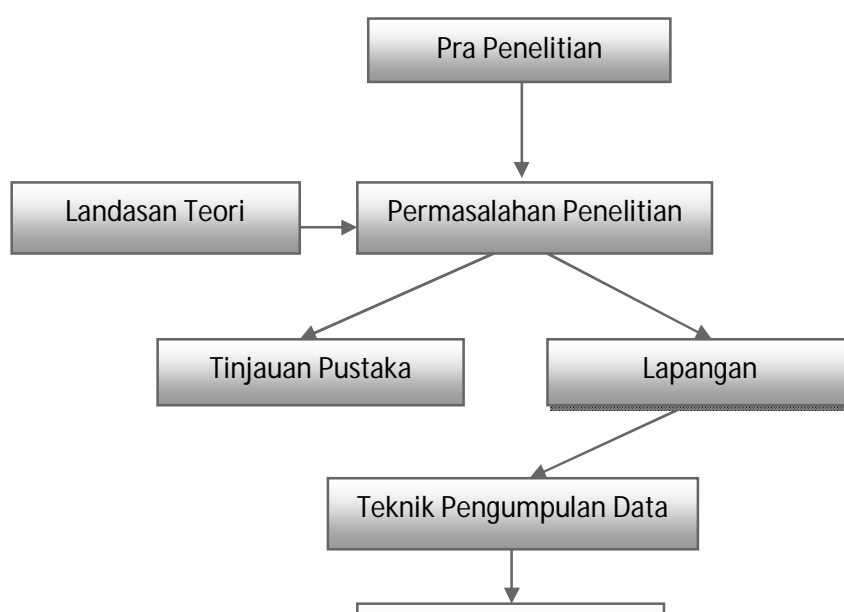 Pra Penelitian
Landasan Teori
Permasalahan Penelitian
Tinjauan Pustaka
Lapangan
Teknik Pengumpulan Data